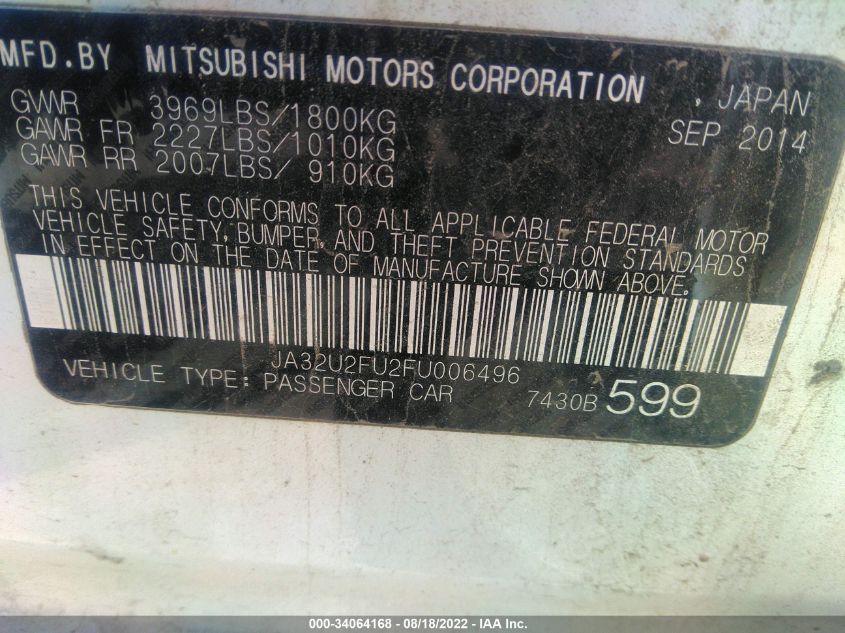 MFD.BY MITSUBISHI MOTORS CORPORATION , JAPAN
GVWR 3969LBS/1800KG SEP 2014
GAWR FR 2227LBS/1010KG
GAWR RR 2007LBS/ 910KG
THIS VEHICLE CONFORMS TO ALL APPLICABLE FEDERAL MOTOR
VEHICLE SAFETY, BUMPER, AND THEFT PREVENTION STANDARDS
IN EFFECT ON THE DATE OF MANUFACTURE SHOWN ABOVE.
JA32U2FU2FU006496 A
VEHICLE TYPE: PASSENGER CAR 7430B 599
000-34064168 - 08/18/2022 - IAA Inc.